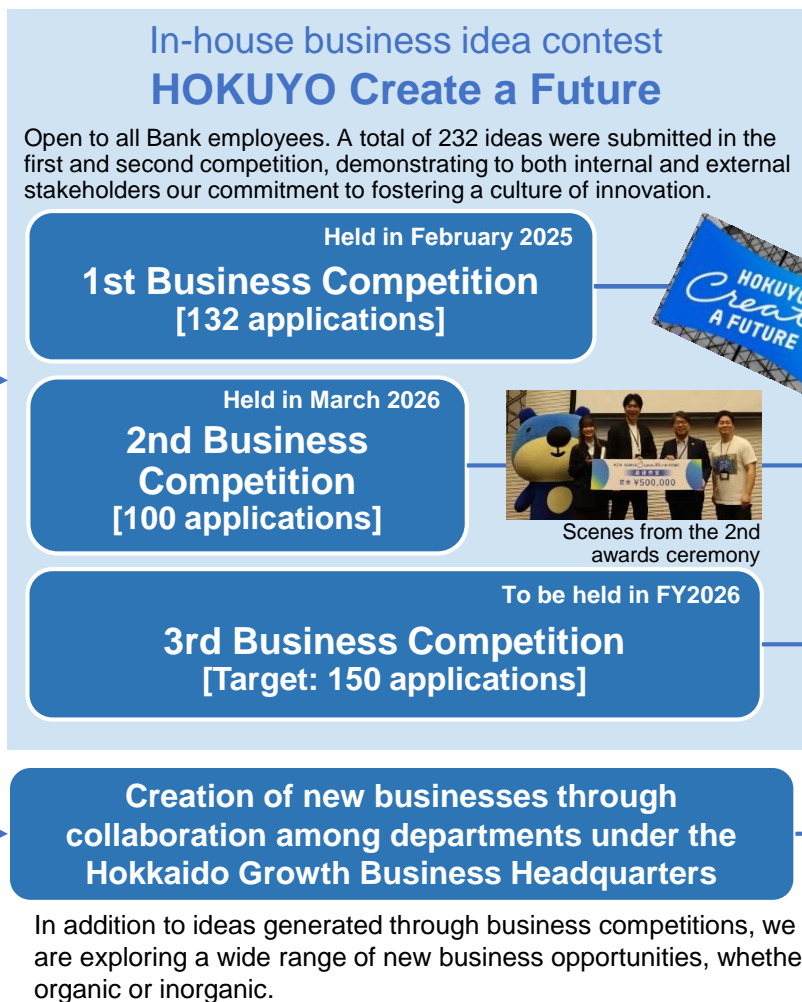 In-house business idea contest
HOKUYO Create a Future
Open to all Bank employees. A total of 232 ideas were submitted in the
first and second competition, demonstrating to both internal and external
stakeholders our commitment to fostering a culture of innovation.
Held in February 2025
1st Business Competition
[132 applications]
HOKUYO
Create
A FUTURE
Held in March 2026
2nd Business
Competition
[100 applications]
¥500,000
Scenes from the 2nd
awards ceremony
To be held in FY2026
3rd Business Competition
[Target: 150 applications]
Creation of new businesses through
collaboration among departments under the
Hokkaido Growth Business Headquarters
In addition to ideas generated through business competitions, we
are exploring a wide range of new business opportunities, whethe
organic or inorganic.